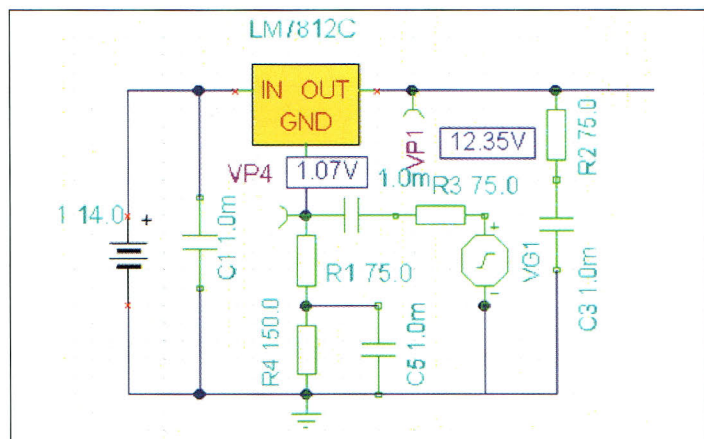 LM7812C
IN OUT
GND
VP4
1.07V
VP1
12.35V
R2 75.0
1.0m
R3 75.0
1 14.0
+
C1 1.0m
R1 75.0
+
-
VG1
C3 1.0m
R4 150.0
C5 1.0m